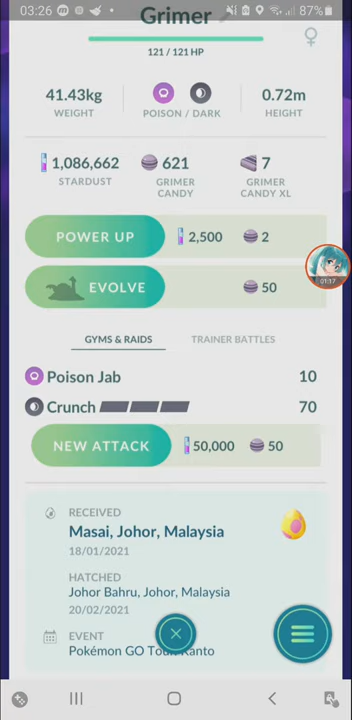 03:26
87%
Grimer
121 / 121 HP
41.43kg
WEIGHT
POISON / DARK
0.72m
HEIGHT
1,086,662
STARDUST
621
GRIMER
CANDY
7
GRIMER
CANDY XL
POWER UP 2,500 2
EVOLVE 50
01:17
GYMS & RAIDS TRAINER BATTLES
Poison Jab 10
Crunch 70
NEW ATTACK 50,000 50
RECEIVED
Masai, Johor, Malaysia
18/01/2021
HATCHED
Johor Bahru, Johor, Malaysia
20/02/2021
EVENT
Pokémon GO Tour: Kanto